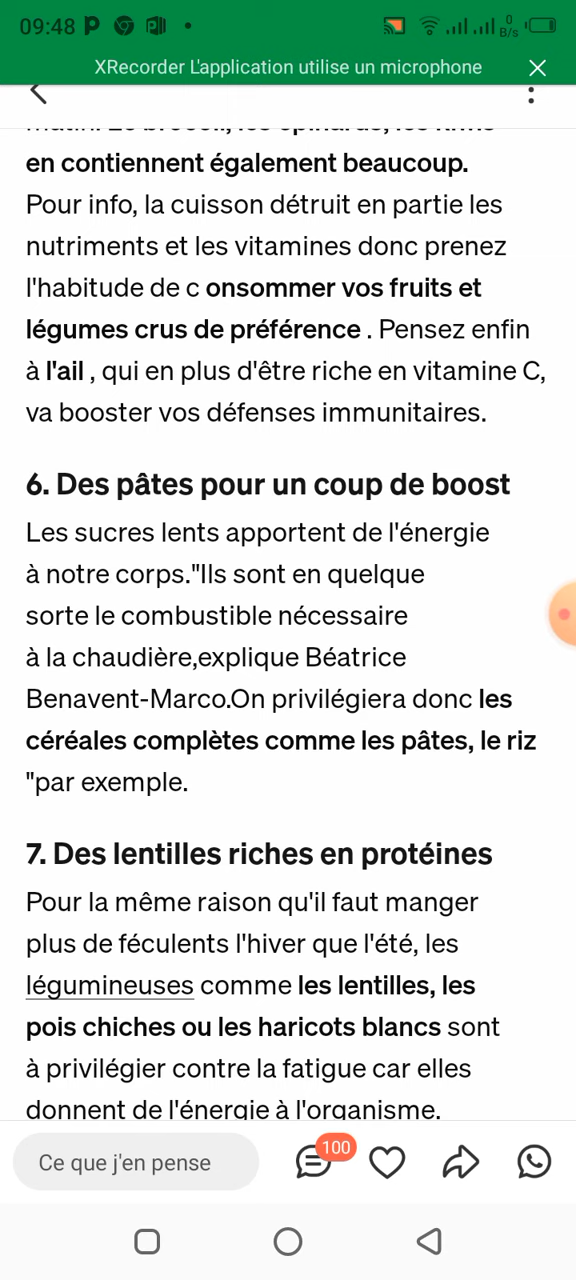 09:48
0 B/s
XRecorder L'application utilise un microphone
en contiennent également beaucoup.
Pour info, la cuisson détruit en partie les
nutriments et les vitamines donc prenez
l'habitude de c onsommer vos fruits et
légumes crus de préférence . Pensez enfin
à l'ail , qui en plus d'être riche en vitamine C,
va booster vos défenses immunitaires.
6. Des pâtes pour un coup de boost
Les sucres lents apportent de l'énergie
à notre corps."Ils sont en quelque
sorte le combustible nécessaire
à la chaudière,explique Béatrice
Benavent-Marco.On privilégiera donc les
céréales complètes comme les pâtes, le riz
"par exemple.
7. Des lentilles riches en protéines
Pour la même raison qu'il faut manger
plus de féculents l'hiver que l'été, les
légumineuses comme les lentilles, les
pois chiches ou les haricots blancs sont
à privilégier contre la fatigue car elles
donnent de l'énergie à l'organisme.
Ce que j'en pense
100